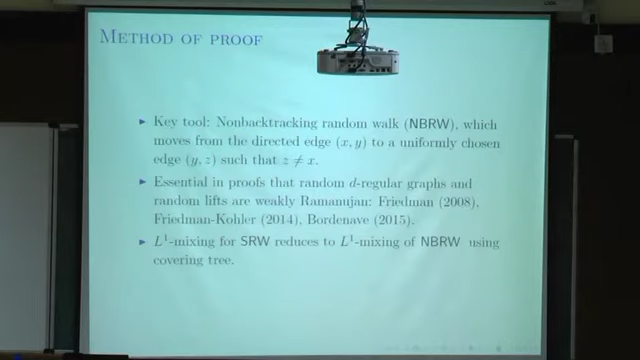 METHOD OF PROOF
▶ Key tool: Nonbacktracking random walk (NBRW), which
moves from the directed edge (x, y) to a uniformly chosen
edge (y, z) such that z ≠ x.
▶ Essential in proofs that random d-regular graphs and
random lifts are weakly Ramanujan: Friedman (2008),
Friedman-Kohler (2014), Bordenave (2015).
▶ L¹-mixing for SRW reduces to L¹-mixing of NBRW using
covering tree.